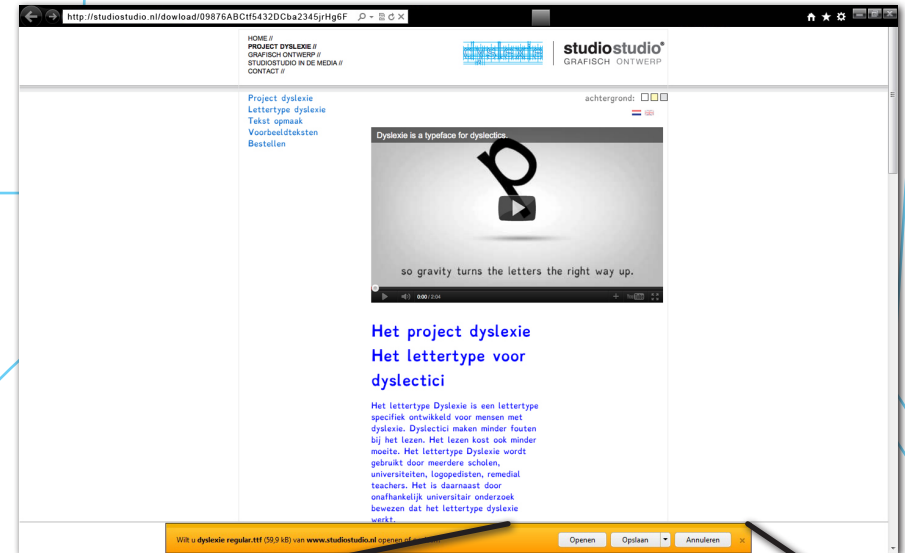 http://studiostudio.nl/dowload/09876ABCtf5432DCba2345jrHg6F
HOME //
PROJECT DYSLEXIE //
GRAFISCH ONTWERP //
STUDIOSTUDIO IN DE MEDIA //
CONTACT //
dyslexie
studiostudio
GRAFISCH ONTWERP
Project dyslexie
Lettertype dyslexie
Tekst opmaak
Voorbeeldteksten
Bestellen
achtergrond:
Dyslexie is a typeface for dyslectics.
p
so gravity turns the letters the right way up.
0:00 / 2:04
Het project dyslexie
Het lettertype voor
dyslectici
Het lettertype Dyslexie is een lettertype
specifiek ontwikkeld voor mensen met
dyslexie. Dyslectici maken minder fouten
bij het lezen. Het lezen kost ook minder
moeite. Het lettertype Dyslexie wordt
gebruikt door meerdere scholen,
universiteiten, logopedisten, remedial
teachers. Het is daarnaast door
onafhankelijk universitair onderzoek
bewezen dat het lettertype dyslexie
werkt.
Wilt u dyslexie regular.ttf (59,9 kB) van www.studiostudio.nl openen of
Openen
Opslaan
Annuleren